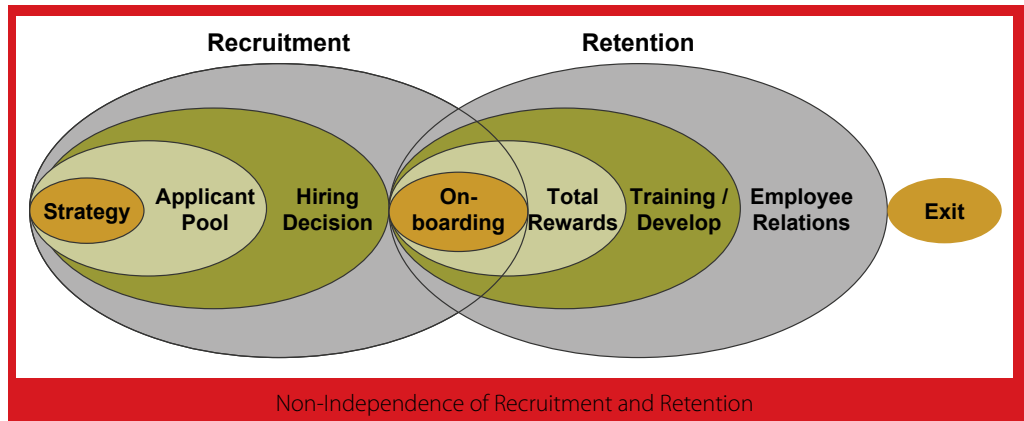 Recruitment
Retention
Strategy
Applicant
Pool
Hiring
Decision
On-
boarding
Total
Rewards
Training /
Develop
Employee
Relations
Exit
Non-Independence of Recruitment and Retention